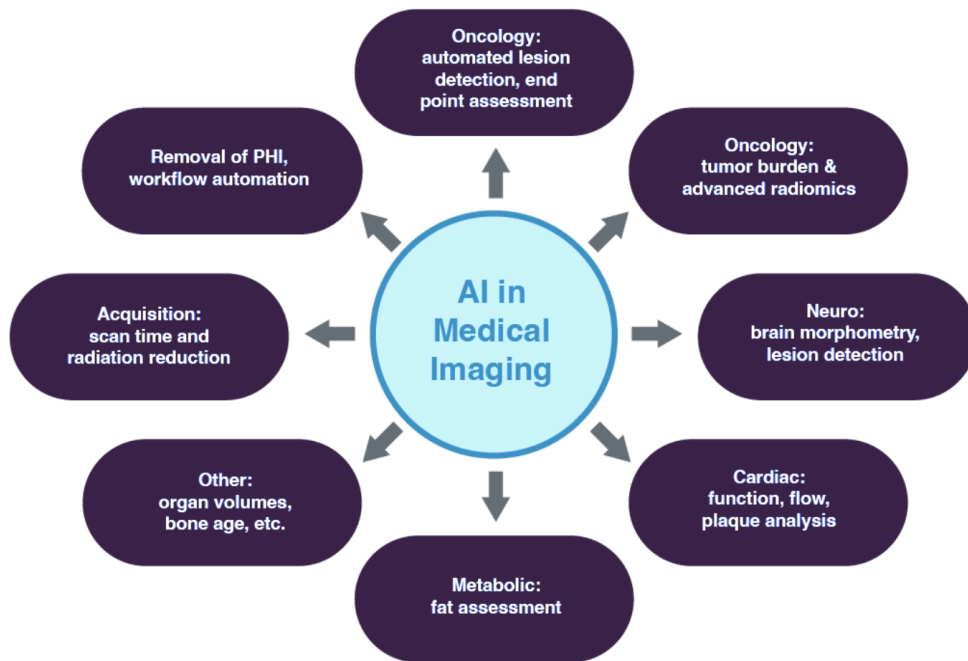 Oncology:
automated lesion
detection, end
point assessment
Removal of PHI,
workflow automation
Oncology:
tumor burden &
advanced radiomics
AI in
Medical
Imaging
Acquisition:
scan time and
radiation reduction
Neuro:
brain morphometry,
lesion detection
Other:
organ volumes,
bone age, etc.
Cardiac:
function, flow,
plaque analysis
Metabolic:
fat assessment